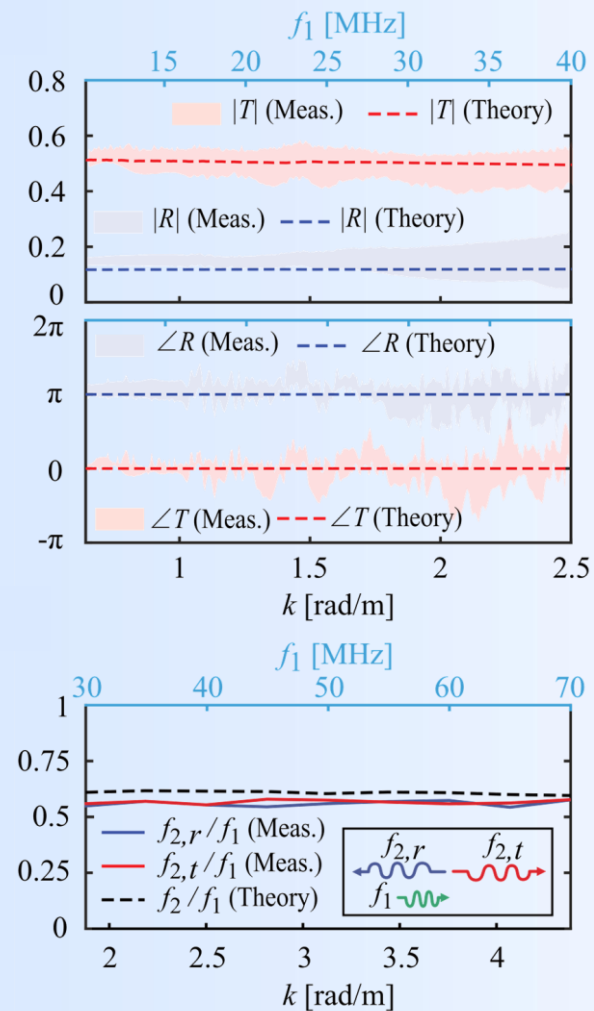 f₁ [MHz]
15 20 25 30 35 40
0.8
|T| (Meas.) |T| (Theory)
0.6
0.4
|R| (Meas.) |R| (Theory)
0.2
0
2π
∠R (Meas.) ∠R (Theory)
π
0
∠T (Meas.) ∠T (Theory)
-π
1 1.5 2 2.5
k [rad/m]
f₁ [MHz]
30 40 50 60 70
1
0.75
0.5
f₂,ᵣ/f₁ (Meas.)
f₂,ₜ/f₁ (Meas.)
0.25
f₂/f₁ (Theory)
0
f₂,ᵣ f₂,ₜ
f₁
2 2.5 3 3.5 4
k [rad/m]